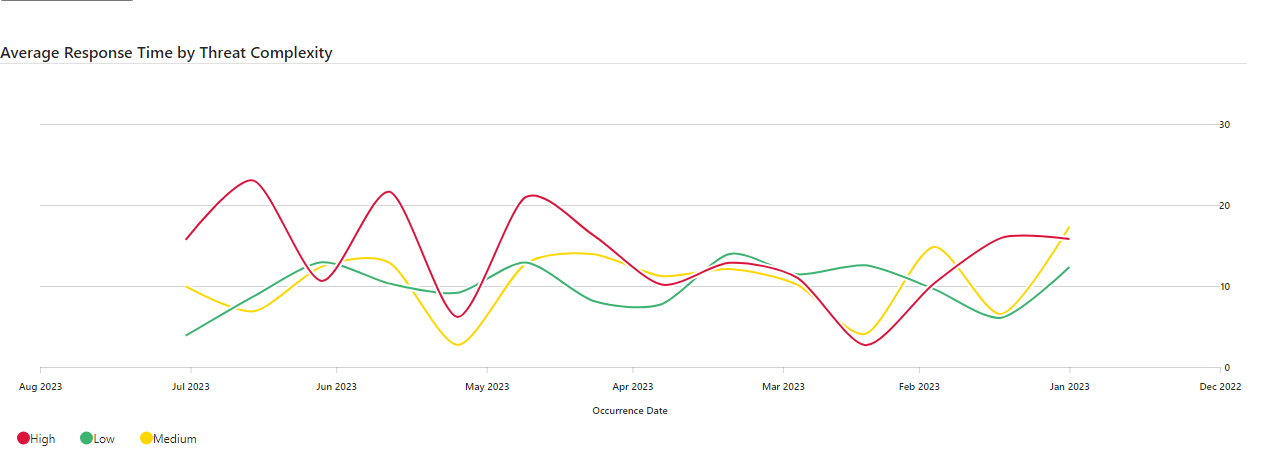 Average Response Time by Threat Complexity
30
20
10
0
Aug 2023 Jul 2023 Jun 2023 May 2023 Apr 2023 Mar 2023 Feb 2023 Jan 2023 Dec 2022
Occurrence Date
High Low Medium